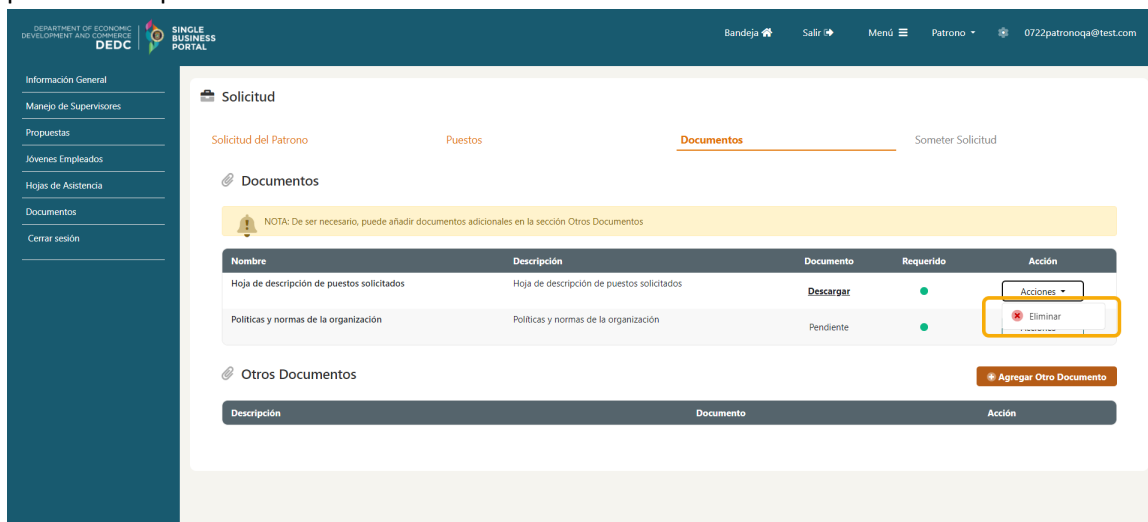 DEPARTMENT OF ECONOMIC
DEVELOPMENT AND COMMERCE
DEDC
SINGLE
BUSINESS
PORTAL
Bandeja
Salir
Menú
Patrono
0722patronoqa@test.com
Información General
Manejo de Supervisores
Propuestas
Jóvenes Empleados
Hojas de Asistencia
Documentos
Cerrar sesión
Solicitud
Solicitud del Patrono
Puestos
Documentos
Someter Solicitud
Documentos
NOTA: De ser necesario, puede añadir documentos adicionales en la sección Otros Documentos
Nombre Descripción Documento Requerido Acción
Hoja de descripción de puestos solicitados Hoja de descripción de puestos solicitados Descargar Acciones
Eliminar
Políticas y normas de la organización Políticas y normas de la organización Pendiente
Otros Documentos
Agregar Otro Documento
Descripción Documento Acción